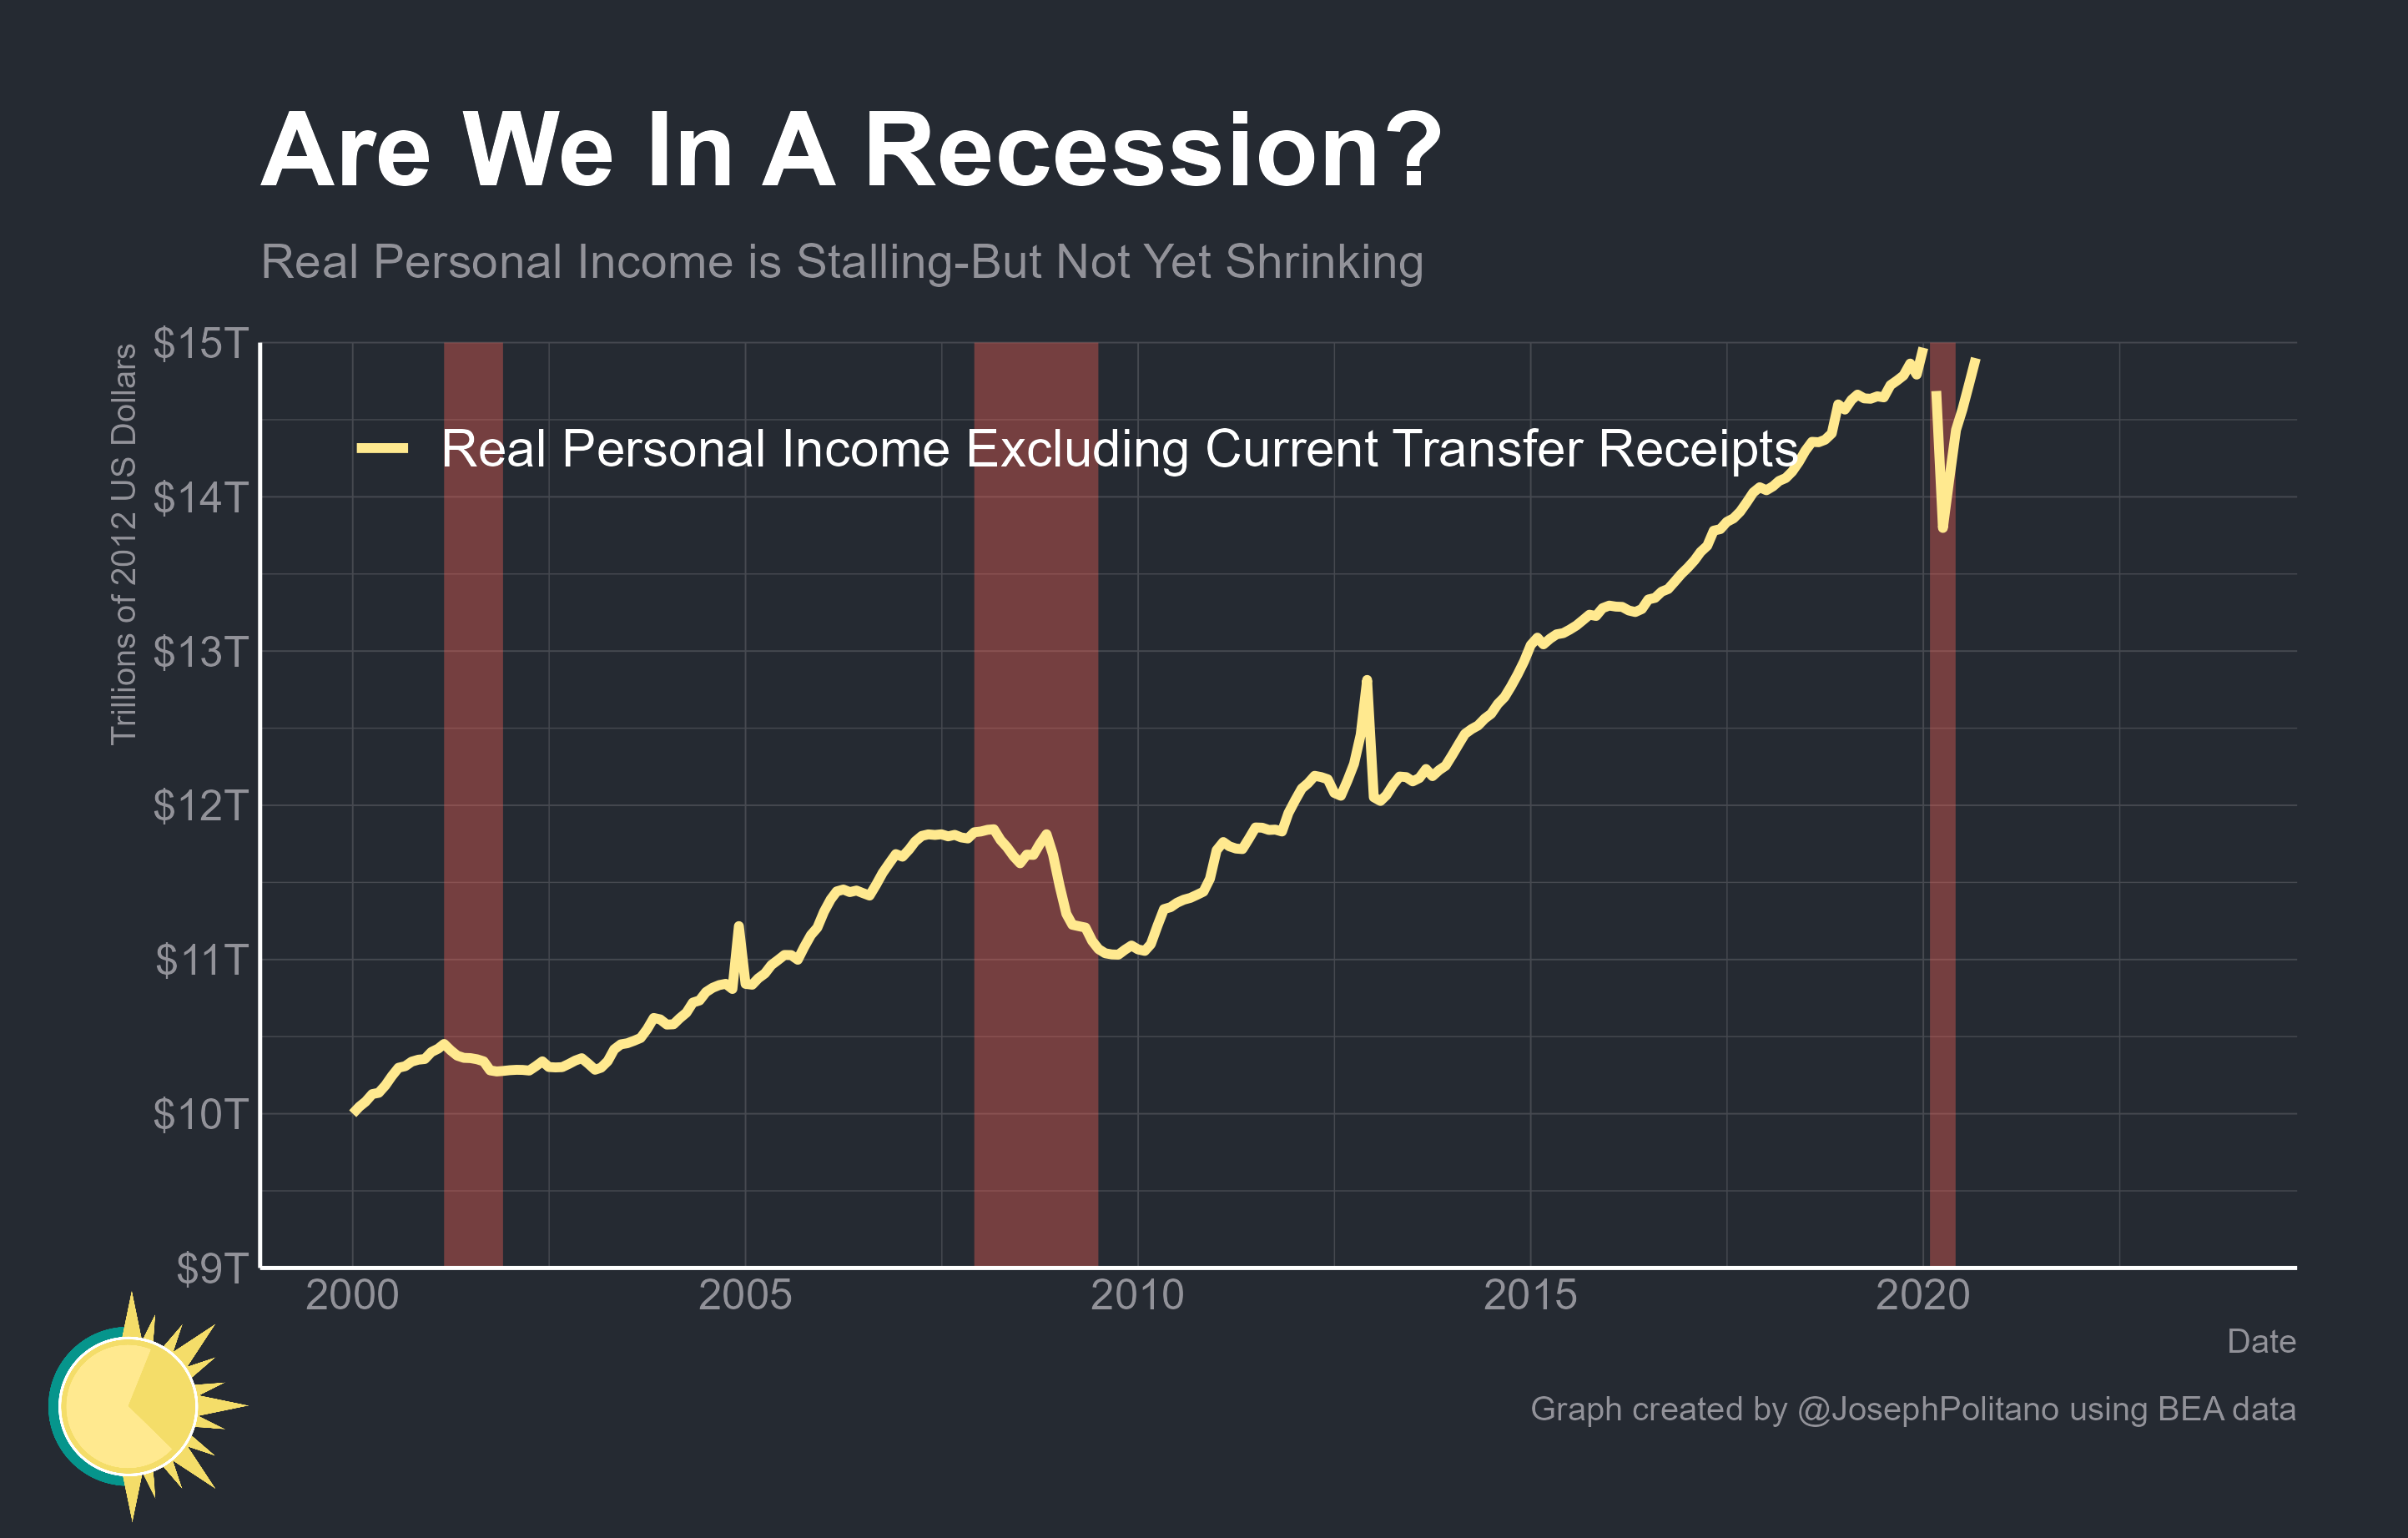 Are We In A Recession?
Real Personal Income is Stalling-But Not Yet Shrinking
Trillions of 2012 US Dollars
$15T
$14T
$13T
$12T
$11T
$10T
$9T
Real Personal Income Excluding Current Transfer Receipts
2000
2005
2010
2015
2020
Date
Graph created by @JosephPolitano using BEA data